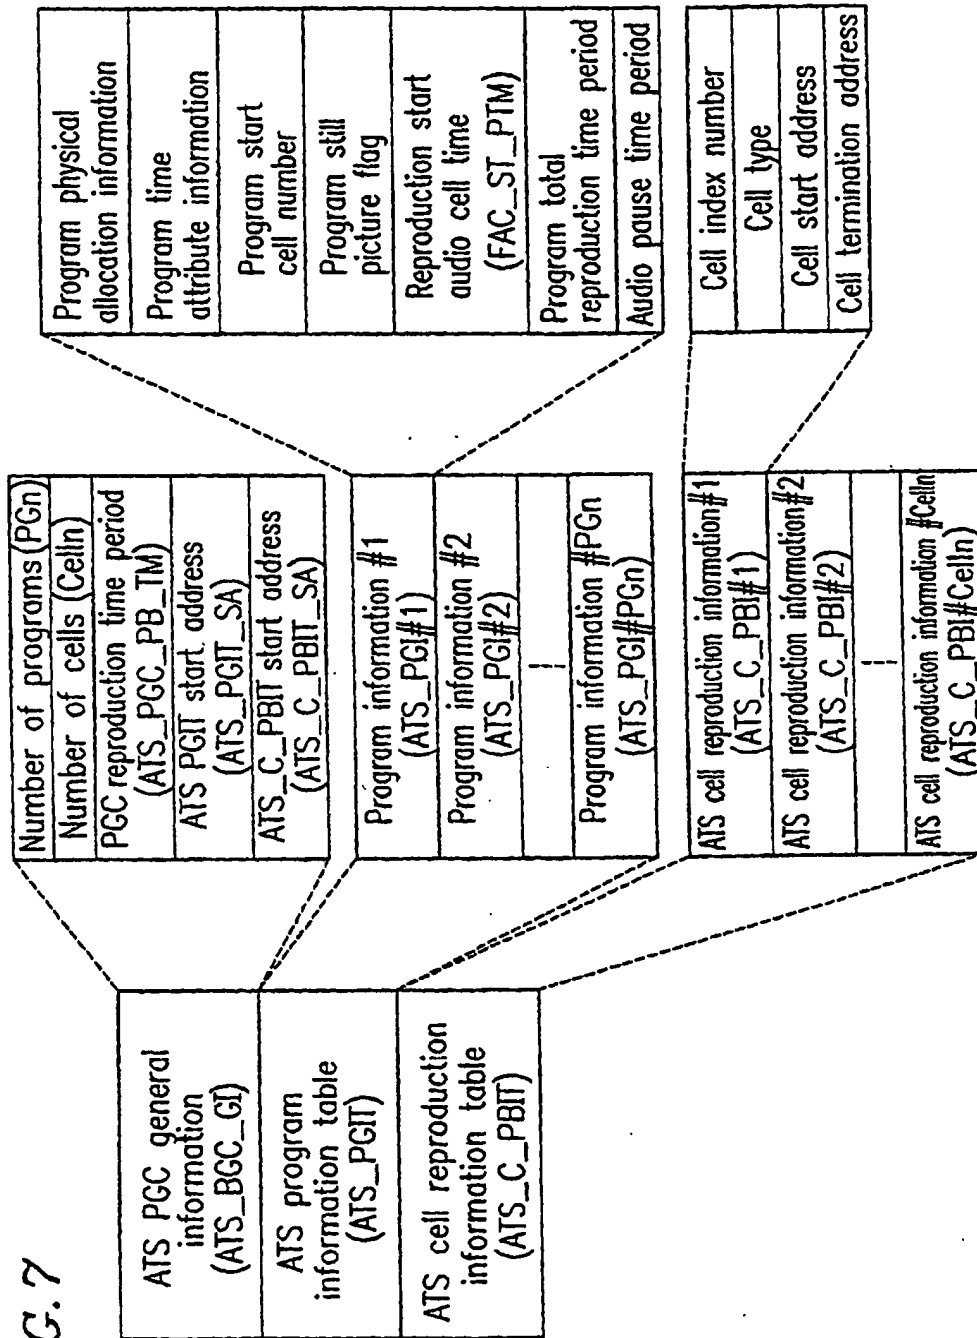 G. 7
ATS PGC general
information
(ATS_BGC_GI)
ATS program
information table
(ATS_PGIT)
ATS cell reproduction
information table
(ATS_C_PBIT)
Number of programs (PGn)
Number of cells (Celln)
PGC reproduction time period
(ATS_PGC_PB_TM)
ATS PGIT start address
(ATS_PGIT_SA)
ATS_C_PBIT start address
(ATS_C_PBIT_SA)
Program information #1
(ATS_PGI#1)
Program information #2
(ATS_PGI#2)
Program information #PGn
(ATS_PGI#PGn)
ATS cell reproduction information#1
(ATS_C_PBI#1)
ATS cell reproduction information#2
(ATS_C_PBI#2)
ATS cell reproduction information #Celln
(ATS_C_PBI#Celln)
Program physical
allocation information
Program time
attribute information
Program start
cell number
Program still
picture flag
Reproduction start
audio cell time
(FAC_ST_PTM)
Program total
reproduction time period
Audio pause time period
Cell index number
Cell type
Cell start address
Cell termination address